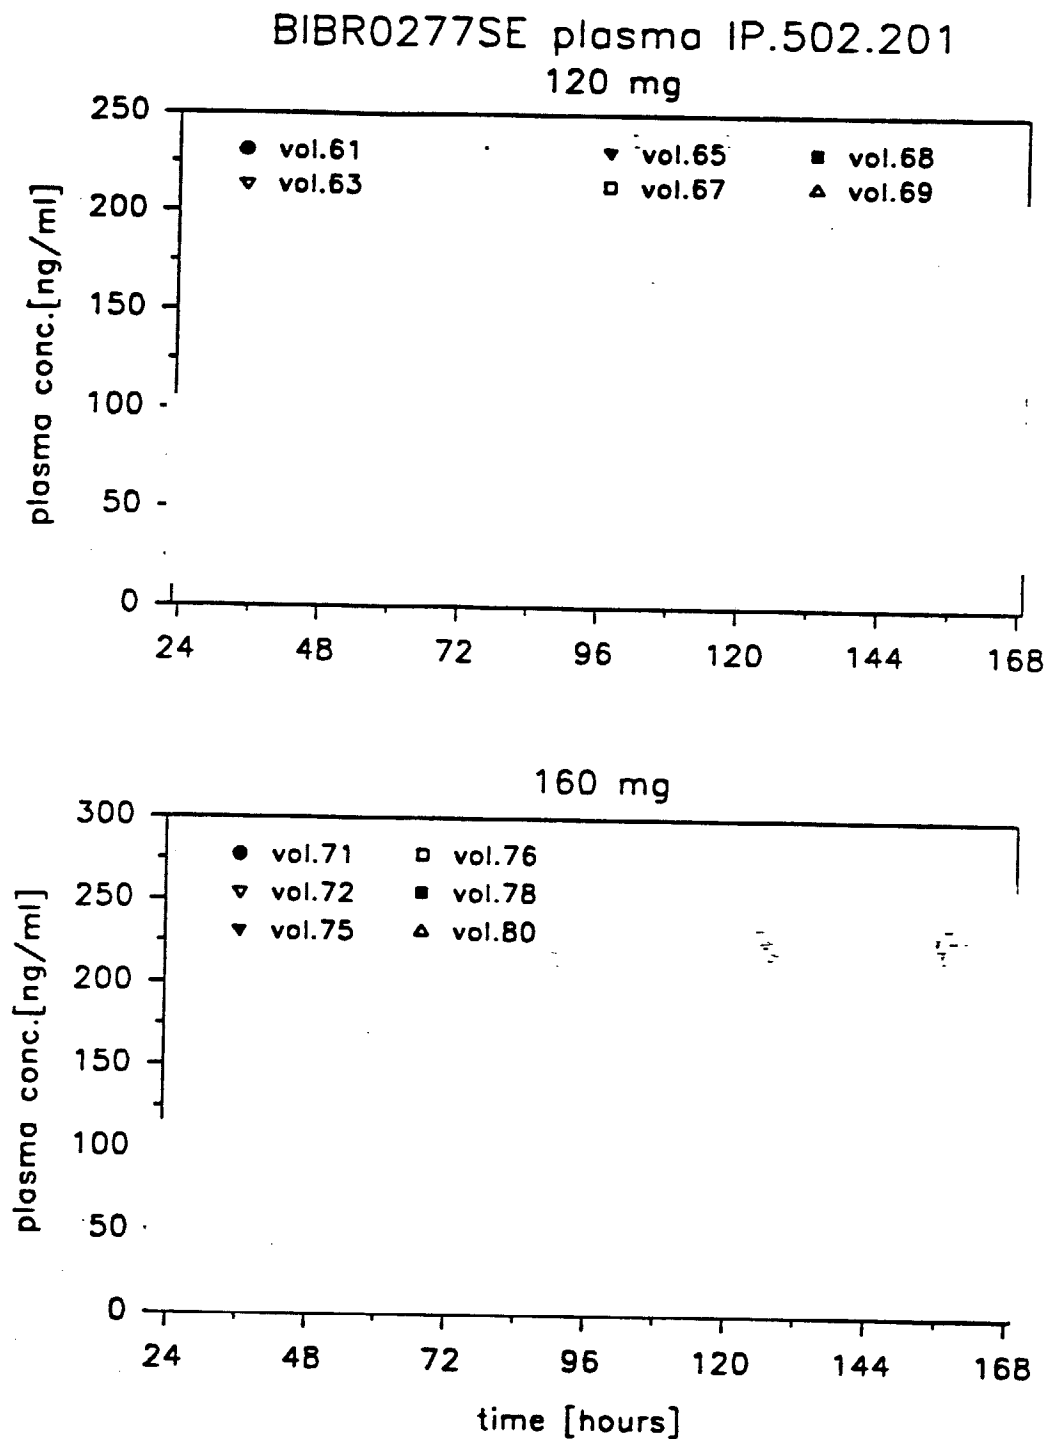 BIBR0277SE plasma IP.502.201
120 mg
250
200
150
100
50
0
plasma conc.[ng/ml]
vol.61 vol.65 vol.68
vol.63 vol.67 vol.69
24 48 72 96 120 144 168
160 mg
300
250
200
150
100
50
0
plasma conc.[ng/ml]
vol.71 vol.76
vol.72 vol.78
vol.75 vol.80
24 48 72 96 120 144 168
time [hours]